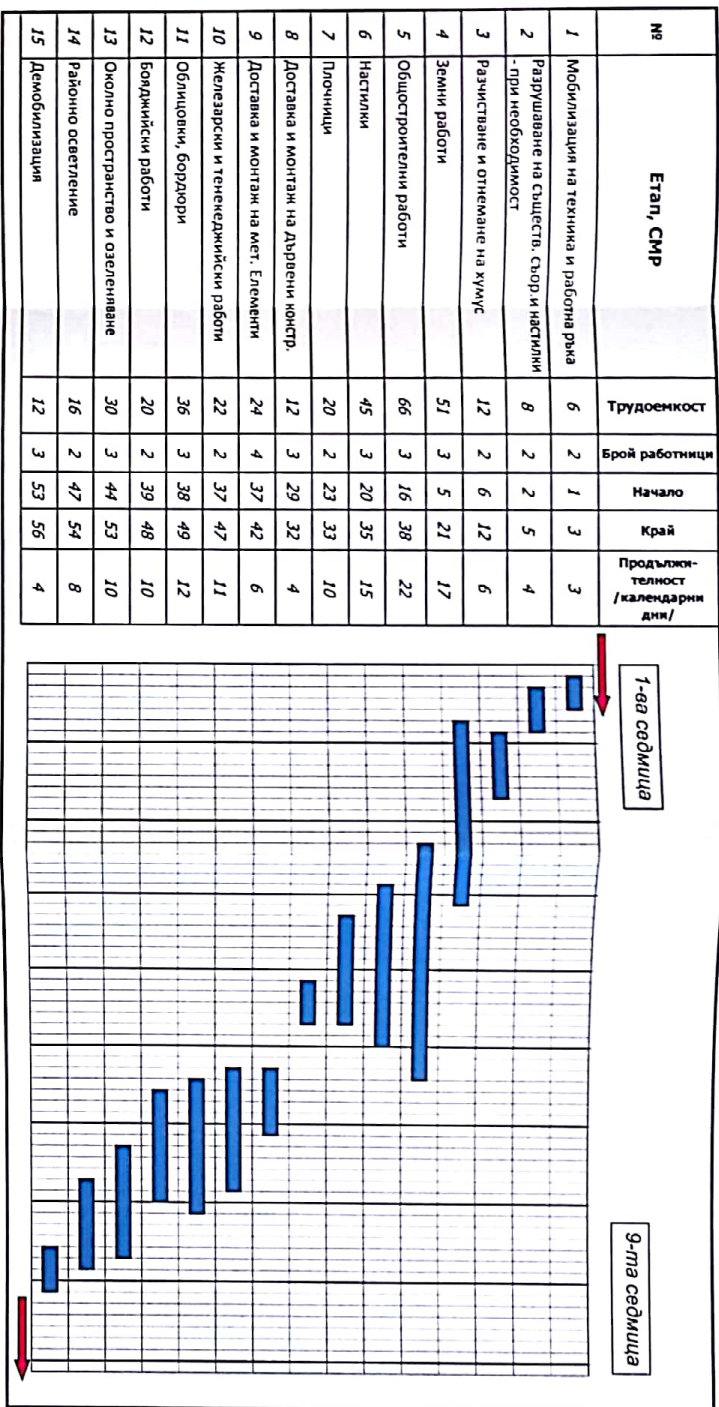 № Етап, СМР Трудоемкост Брой работници Начало Край Продължи-
телност
/календарни
дни/
1-ва седмица 9-та седмица
1 Мобилизация на техника и работна ръка 6 2 1 3 3
2 Разрушаване на съществ. съор.и настилки
- при необходимост 8 2 2 5 4
3 Разчистване и отнемане на хумус 12 2 6 12 6
4 Земни работи 51 3 5 21 17
5 Общостроителни работи 66 3 16 38 22
6 Настилки 45 3 20 35 15
7 Плочници 20 2 23 33 10
8 Доставка и монтаж на дървени констр. 12 3 29 32 4
9 Доставка и монтаж на мет. Елементи 24 4 37 42 6
10 Железарски и тенекеджийски работи 22 2 37 47 11
11 Облицовки, бордюри 36 3 38 49 12
12 Бояджийски работи 20 2 39 48 10
13 Околно пространство и озеленяване 30 3 44 53 10
14 Районно осветление 16 2 47 54 8
15 Демобилизация 12 3 53 56 4